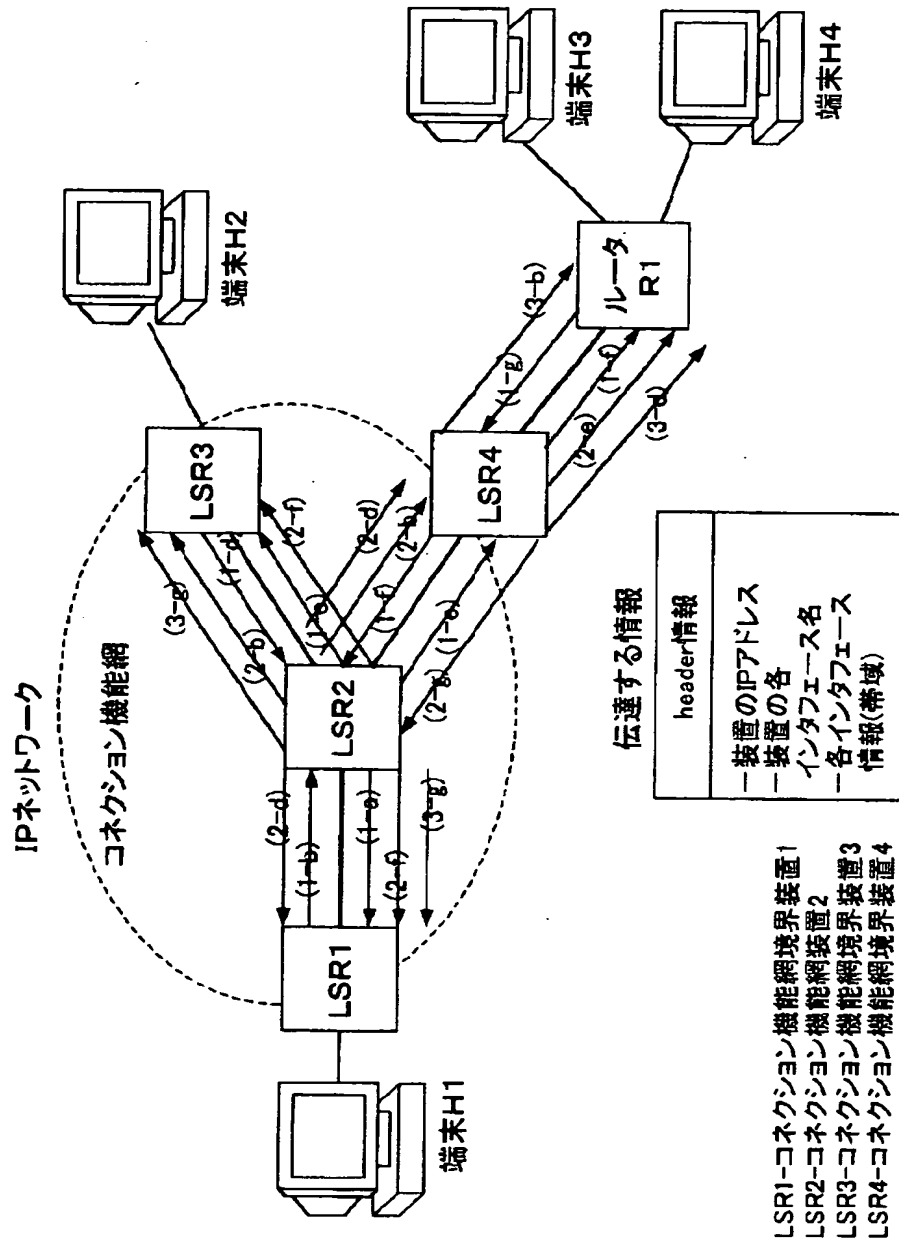 IPネットワーク
コネクション機能網
端末H1
端末H2
端末H3
端末H4
LSR1
LSR2
LSR3
LSR4
ルータ
R1
(2-d)
(1-b)
(1-a)
(2-f)
(3-g)
(3-g)
(2-b)
(1-d)
(2-f)
(2-d)
(2-b)
(1-f)
(2-g)
(3-b)
(1-g)
(1-f)
(2-e)
(3-d)
伝達する情報
header情報
—装置のIPアドレス
—装置の各
インタフェース名
—各インタフェース
情報(帯域)
LSR1-コネクション機能網境界装置1
LSR2-コネクション機能網装置2
LSR3-コネクション機能網境界装置3
LSR4-コネクション機能網境界装置4